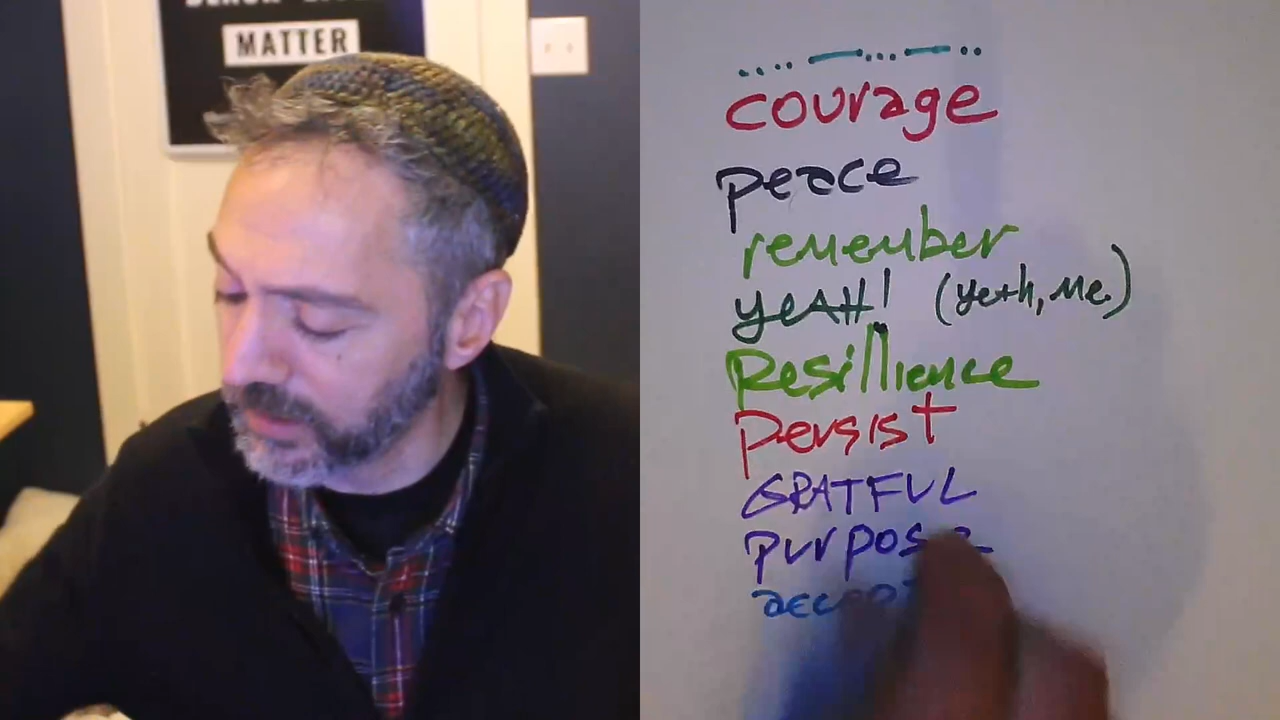 MATTER
courage
peace
remember
yeAH! (yeah, me)
Resillience
Persist
GRATFUL
Purpose